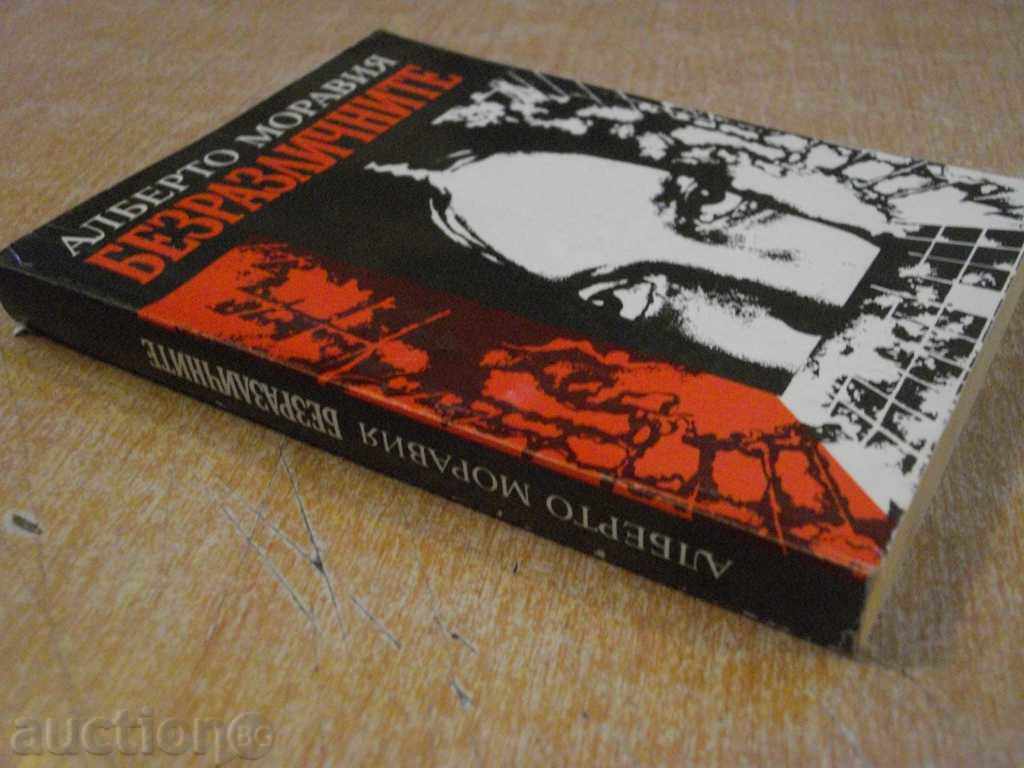 АЛБЕРТО МОРАВИЯ
БЕЗРАЗЛИЧНИТЕ
АЛБЕРТО МОРАВИЯ БЕЗРАЗЛИЧНИТЕ
auction BG